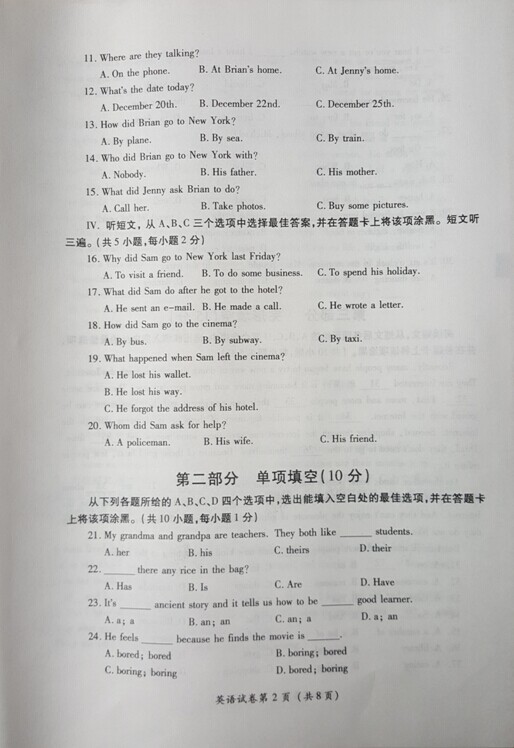 11. Where are they talking?
A. On the phone. B. At Brian's home. C. At Jenny's home.
12. What's the date today?
A. December 20th. B. December 22nd. C. December 25th.
13. How did Brian go to New York?
A. By plane. B. By sea. C. By train.
14. Who did Brian go to New York with?
A. Nobody. B. His father. C. His mother.
15. What did Jenny ask Brian to do?
A. Call her. B. Take photos. C. Buy some pictures.
IV. 听短文，从 A、B、C 三个选项中选择最佳答案,并在答题卡上将该项涂黑。短文听
三遍。(共 5 小题,每小题 2 分)
16. Why did Sam go to New York last Friday?
A. To visit a friend. B. To do some business. C. To spend his holiday.
17. What did Sam do after he got to the hotel?
A. He sent an e-mail. B. He made a call. C. He wrote a letter.
18. How did Sam go to the cinema?
A. By bus. B. By subway. C. By taxi.
19. What happened when Sam left the cinema?
A. He lost his wallet.
B. He lost his way.
C. He forgot the address of his hotel.
20. Whom did Sam ask for help?
A. A policeman. B. His wife. C. His friend.
第二部分 单项填空(10 分)
从下列各题所给的 A、B、C、D 四个选项中,选出能填入空白处的最佳选项,并在答题卡
上将该项涂黑。(共 10 小题,每小题 1 分)
21. My grandma and grandpa are teachers. They both like ______ students.
A. her B. his C. theirs D. their
22. ______ there any rice in the bag?
A. Has B. Is C. Are D. Have
23. It's ______ ancient story and it tells us how to be ______ good learner.
A. a; a B. an; an C. an; a D. a; an
24. He feels ______ because he finds the movie is ______.
A. bored; bored B. boring; bored
C. boring; boring D. bored; boring
英语试卷第 2 页 (共 8 页)